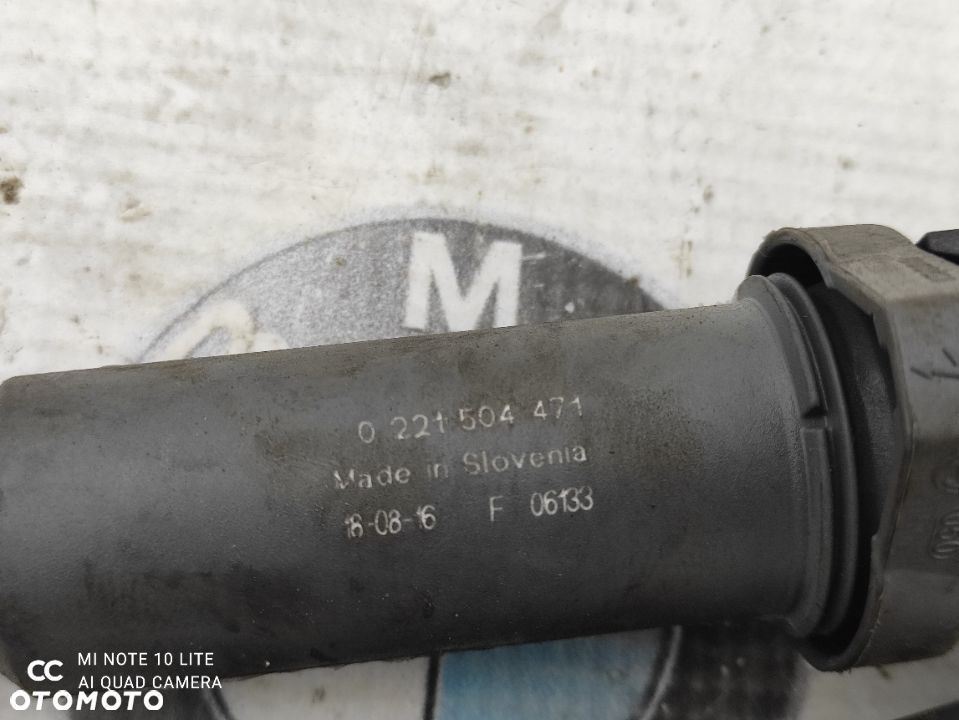 M
0 221 504 471
Made in Slovenia
18-08-16 F 06133
MI NOTE 10 LITE
AI QUAD CAMERA
OTOMOTO